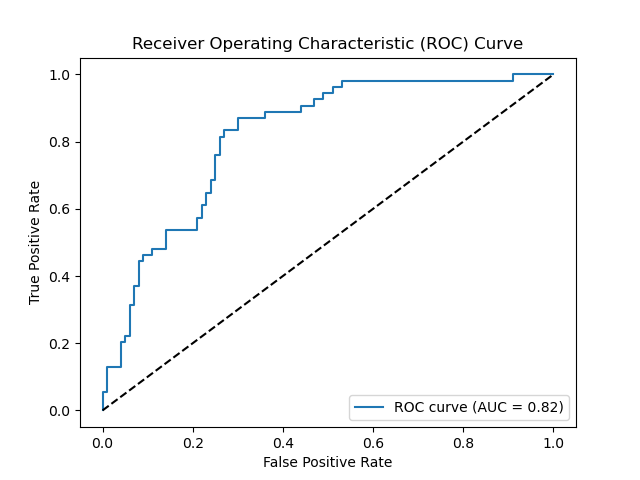 Receiver Operating Characteristic (ROC) Curve
1.0
0.8
0.6
0.4
0.2
0.0
True Positive Rate
ROC curve (AUC = 0.82)
0.0 0.2 0.4 0.6 0.8 1.0
False Positive Rate